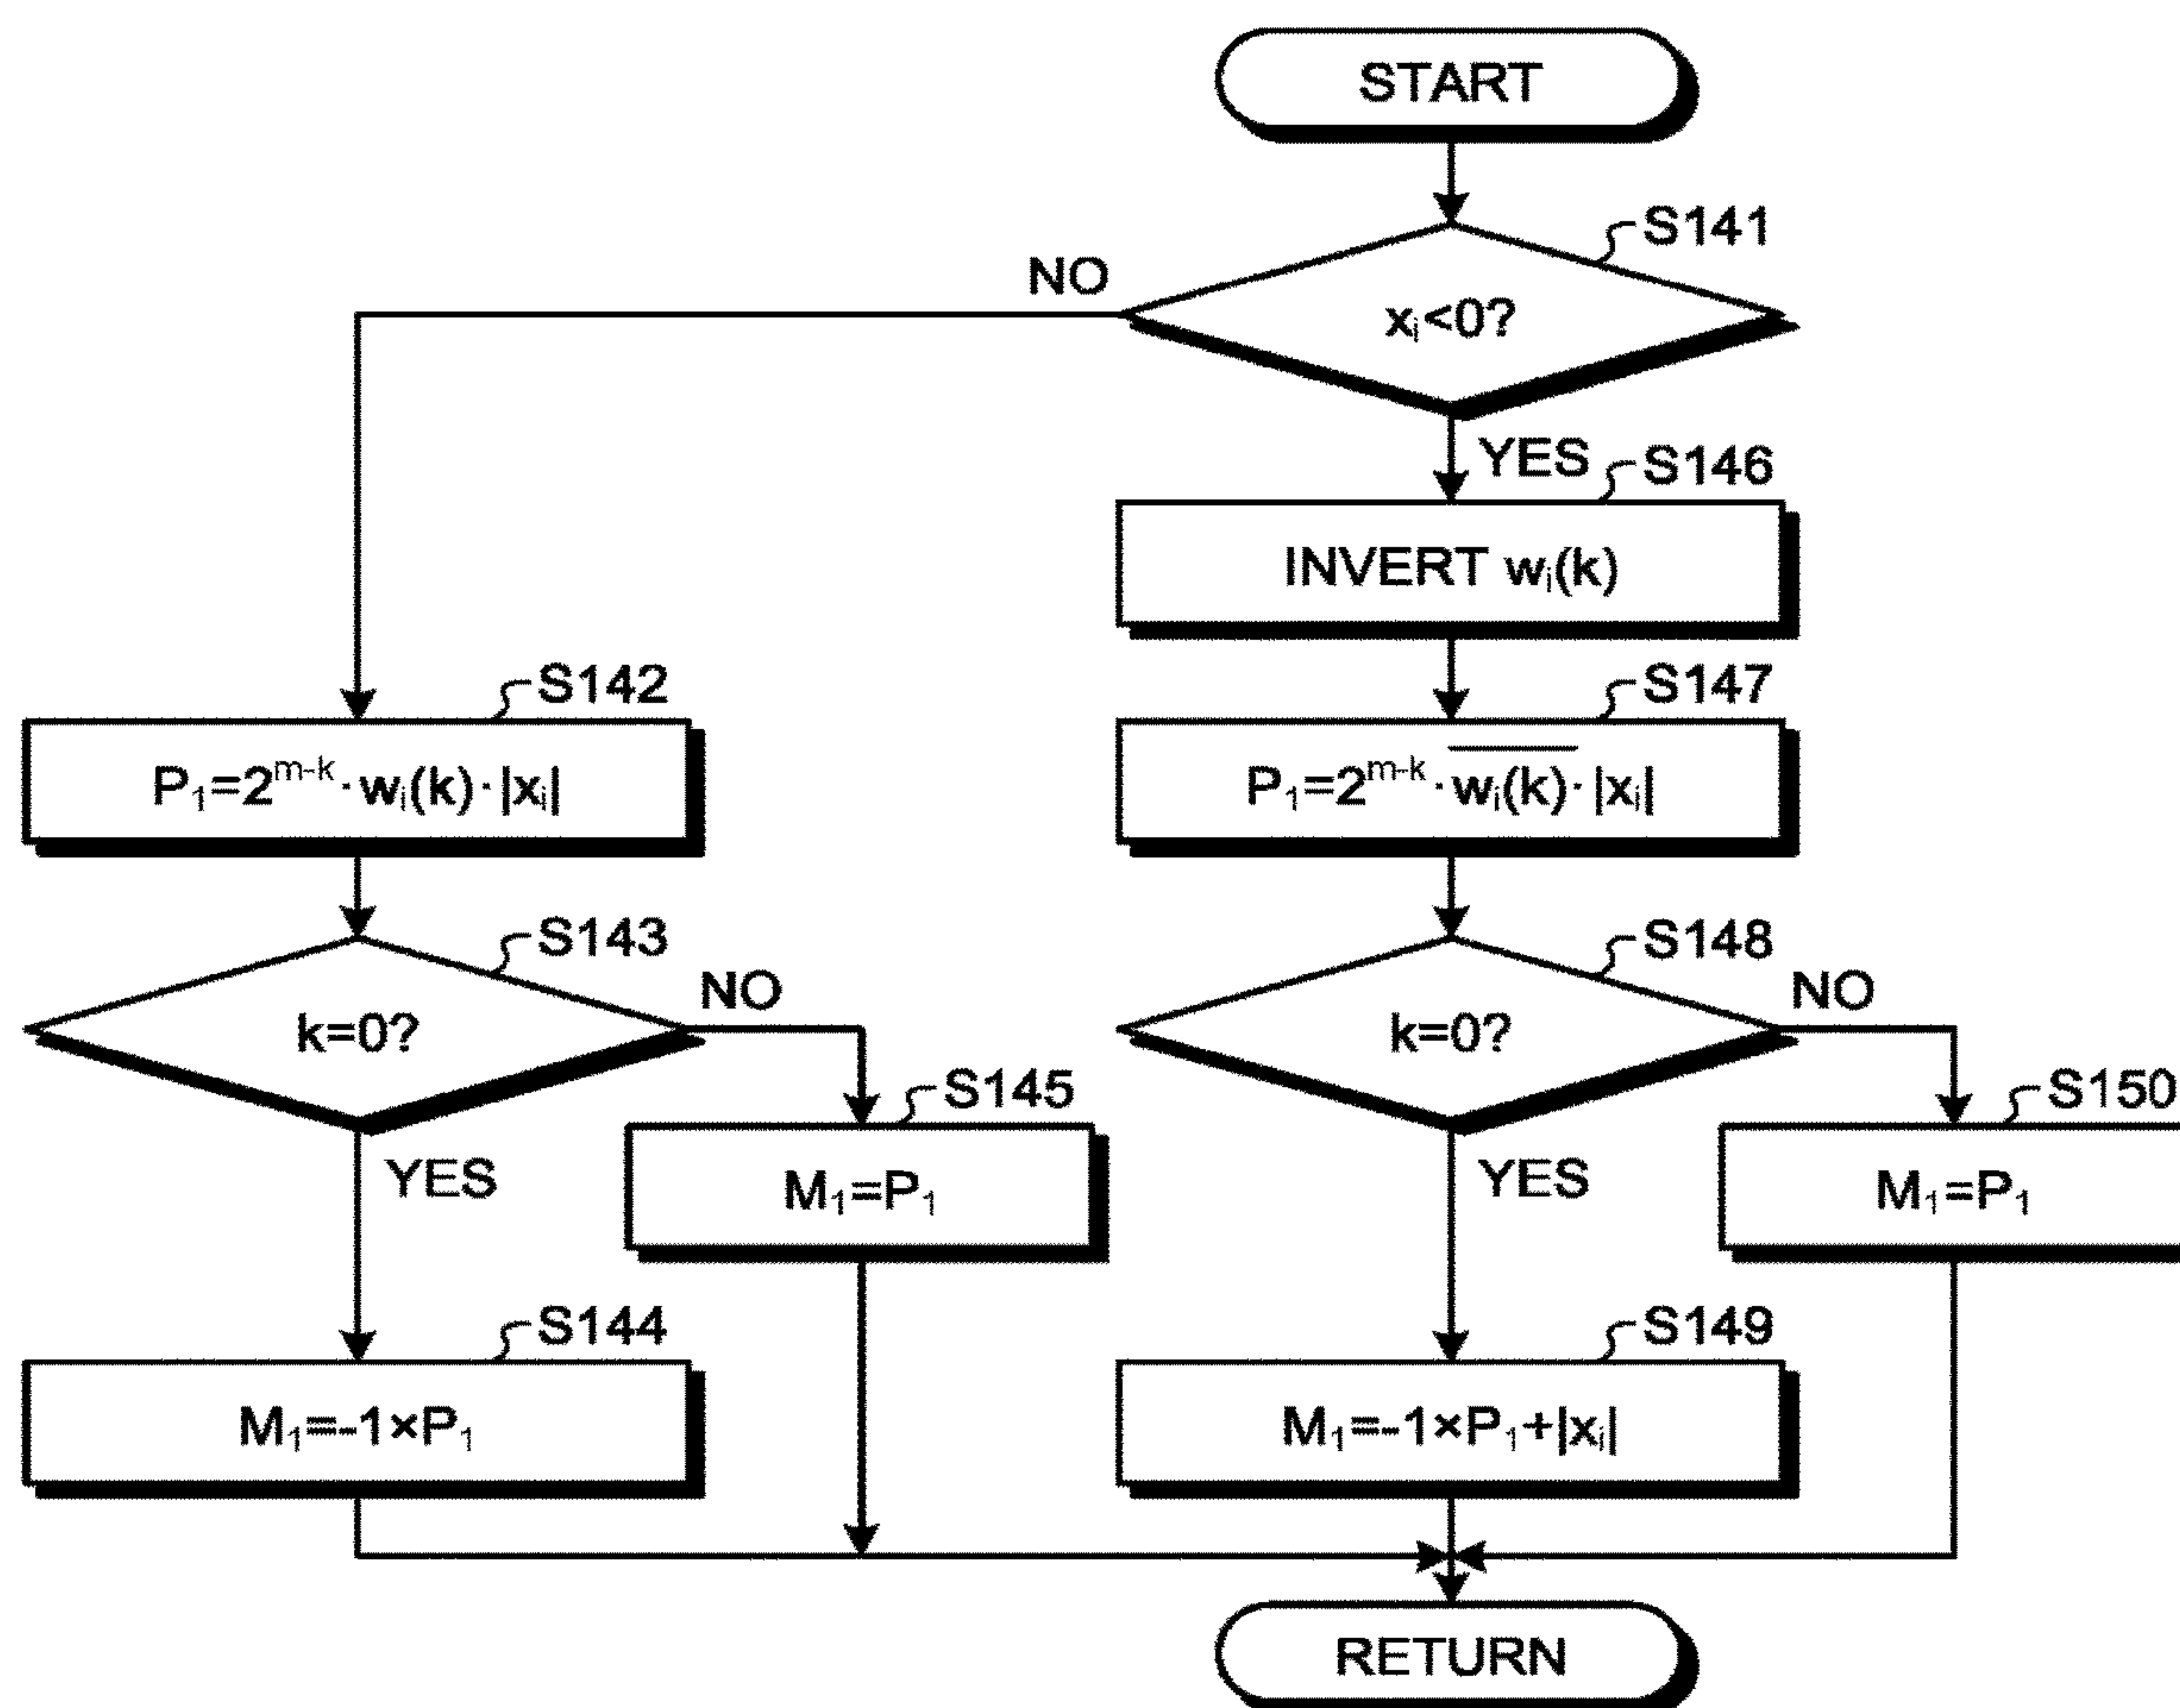 START
S141
NO
xᵢ<0?
YES
S146
INVERT wᵢ(k)
S142
S147
P₁=2ᵐ⁻ᵏ·wᵢ(k)·|xᵢ|
P₁=2ᵐ⁻ᵏ·w̅ᵢ̅(̅k̅)̅·|xᵢ|
S143
S148
NO
NO
k=0?
k=0?
S145
S150
YES
M₁=P₁
YES
M₁=P₁
S144
S149
M₁=-1×P₁
M₁=-1×P₁+|xᵢ|
RETURN